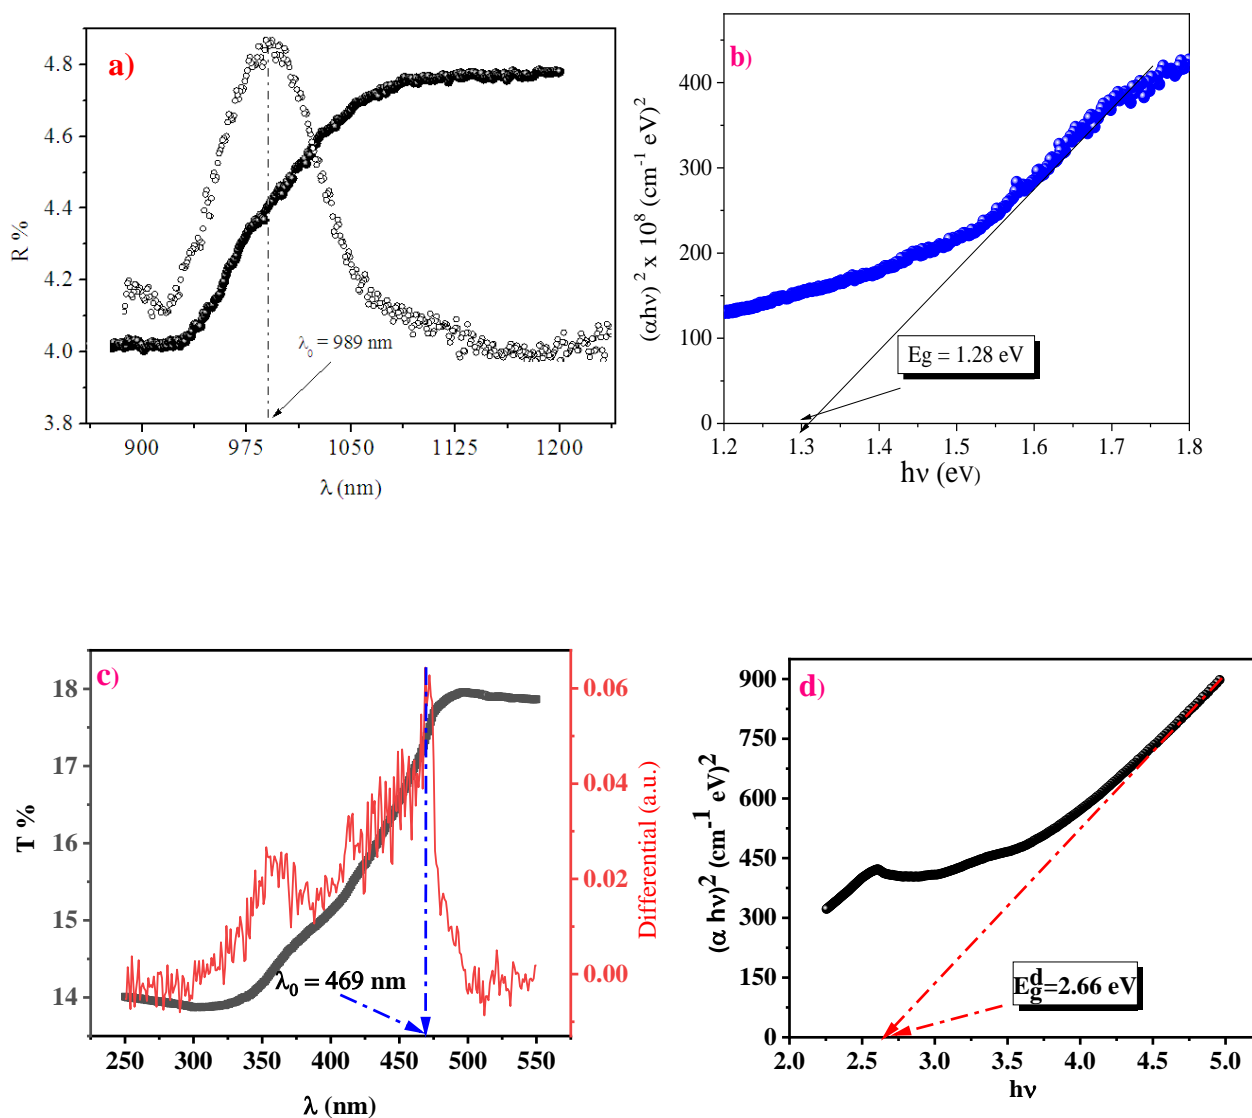 a)
4.8
4.6
4.4
4.2
4.0
3.8
R %
λ₀ = 989 nm
900 975 1050 1125 1200
λ (nm)
b)
400
300
200
100
0
(αhν) ² x 10⁸ (cm⁻¹ eV)²
Eg = 1.28 eV
1.2 1.3 1.4 1.5 1.6 1.7 1.8
hν (eV)
c)
18
17
16
15
14
T %
0.06
0.04
0.02
0.00
Differential (a.u.)
λ₀ = 469 nm
250 300 350 400 450 500 550
λ (nm)
d)
900
750
600
450
300
150
0
(α hν)² (cm⁻¹ eV)²
E_g^d=2.66 eV
2.0 2.5 3.0 3.5 4.0 4.5 5.0
hν